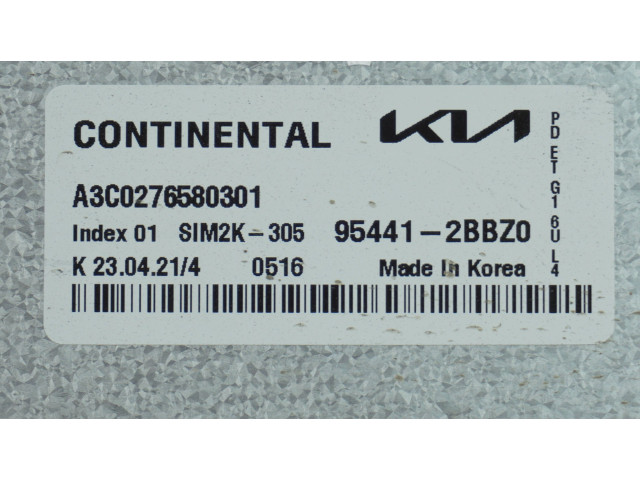 CONTINENTAL KIA
A3C0276580301
Index 01 SIM2K-305 95441-2BBZ0
K 23.04.21/4 0516 Made In Korea
PD ET G1 6U L4